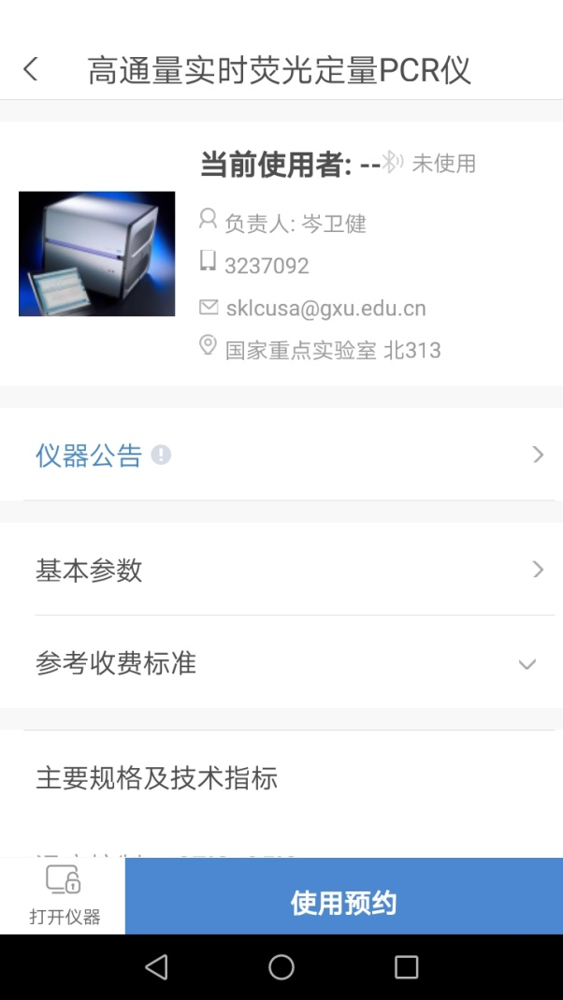 高通量实时荧光定量PCR仪
当前使用者: -- 未使用
负责人: 岑卫健
3237092
sklcusa@gxu.edu.cn
国家重点实验室 北313
仪器公告
基本参数
参考收费标准
主要规格及技术指标
打开仪器
使用预约